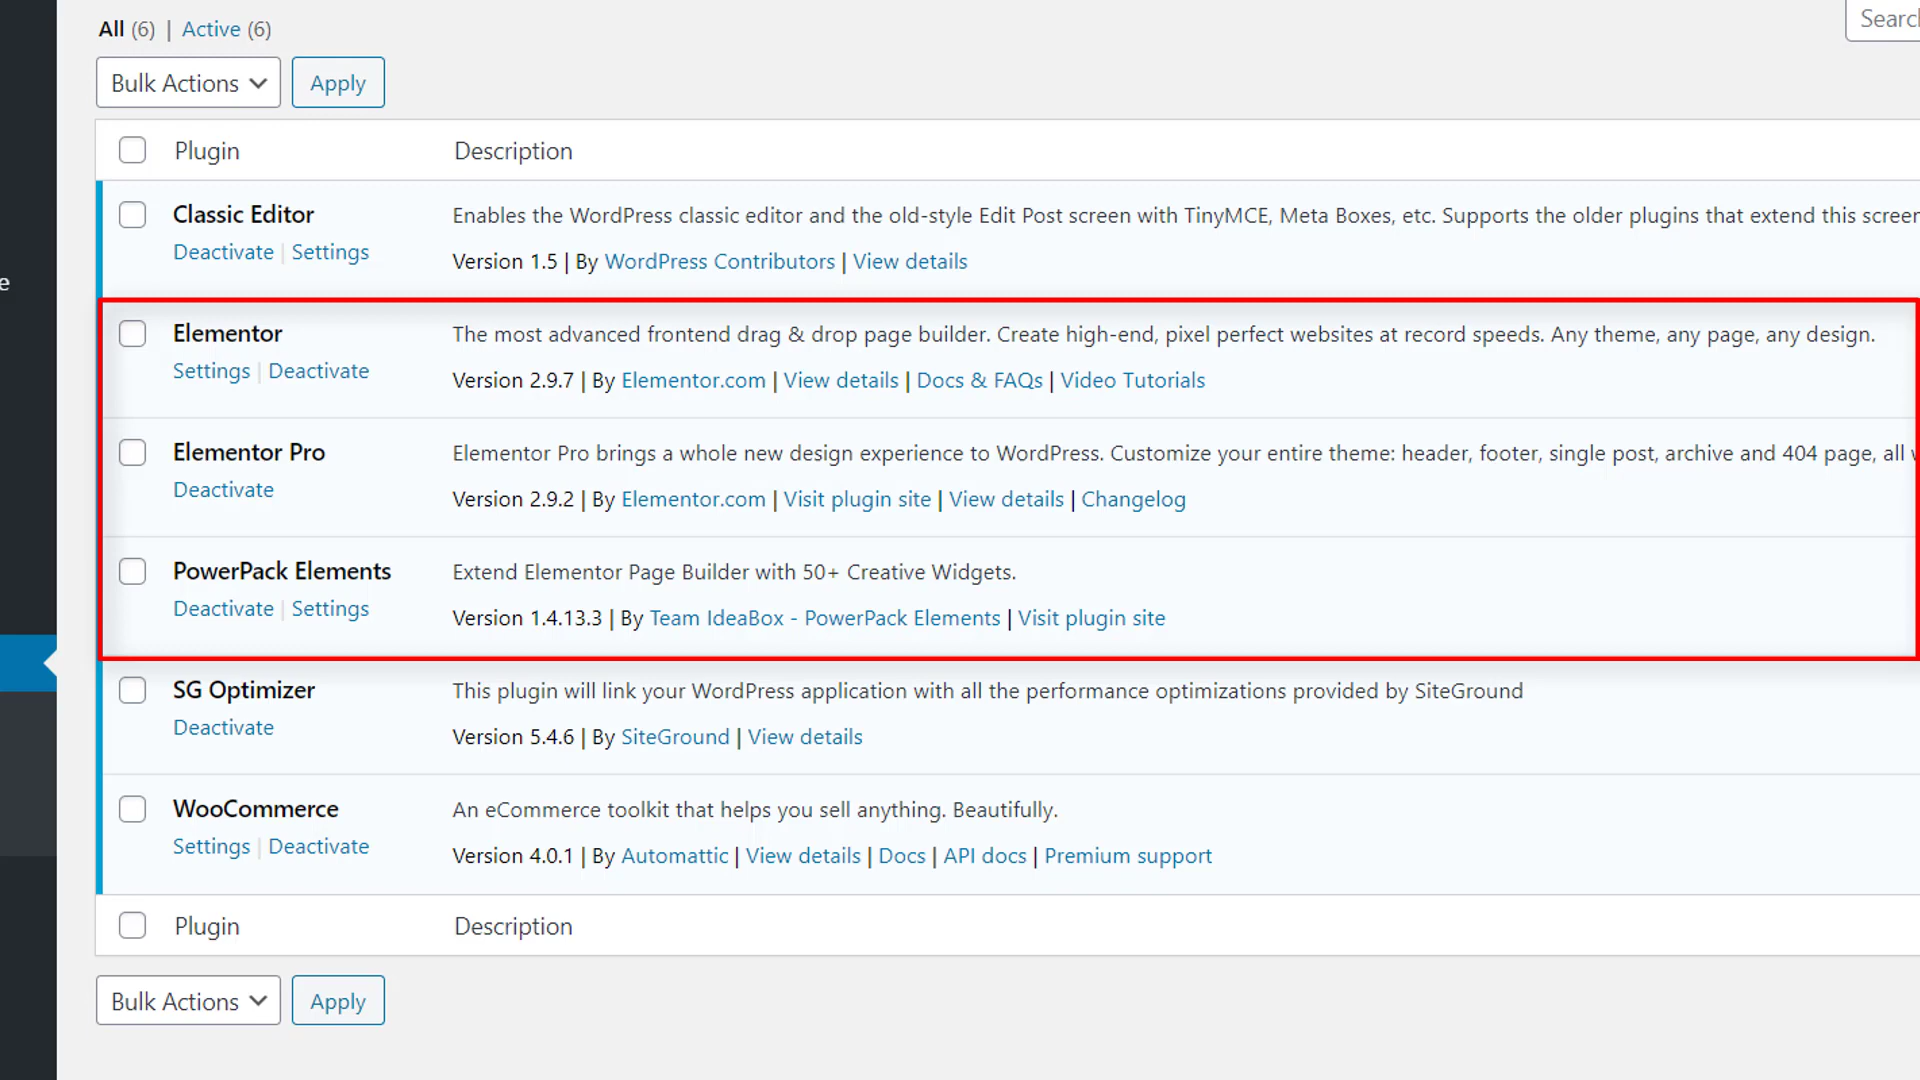 All (6) | Active (6)
Searc
Bulk Actions Apply
Plugin Description
Classic Editor Enables the WordPress classic editor and the old-style Edit Post screen with TinyMCE, Meta Boxes, etc. Supports the older plugins that extend this screen
Deactivate | Settings
Version 1.5 | By WordPress Contributors | View details
e
Elementor The most advanced frontend drag & drop page builder. Create high-end, pixel perfect websites at record speeds. Any theme, any page, any design.
Settings | Deactivate
Version 2.9.7 | By Elementor.com | View details | Docs & FAQs | Video Tutorials
Elementor Pro Elementor Pro brings a whole new design experience to WordPress. Customize your entire theme: header, footer, single post, archive and 404 page, all
Deactivate
Version 2.9.2 | By Elementor.com | Visit plugin site | View details | Changelog
PowerPack Elements Extend Elementor Page Builder with 50+ Creative Widgets.
Deactivate | Settings
Version 1.4.13.3 | By Team IdeaBox - PowerPack Elements | Visit plugin site
SG Optimizer This plugin will link your WordPress application with all the performance optimizations provided by SiteGround
Deactivate
Version 5.4.6 | By SiteGround | View details
WooCommerce An eCommerce toolkit that helps you sell anything. Beautifully.
Settings | Deactivate
Version 4.0.1 | By Automattic | View details | Docs | API docs | Premium support
Plugin Description
Bulk Actions Apply